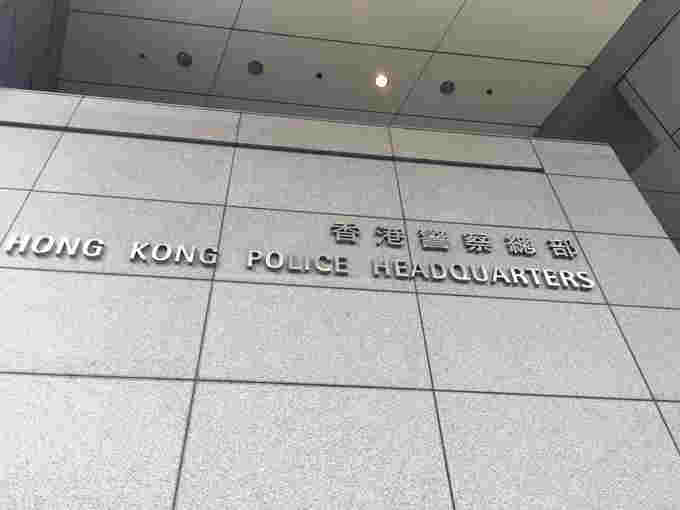 香港警察總部
HONG KONG POLICE HEADQUARTERS